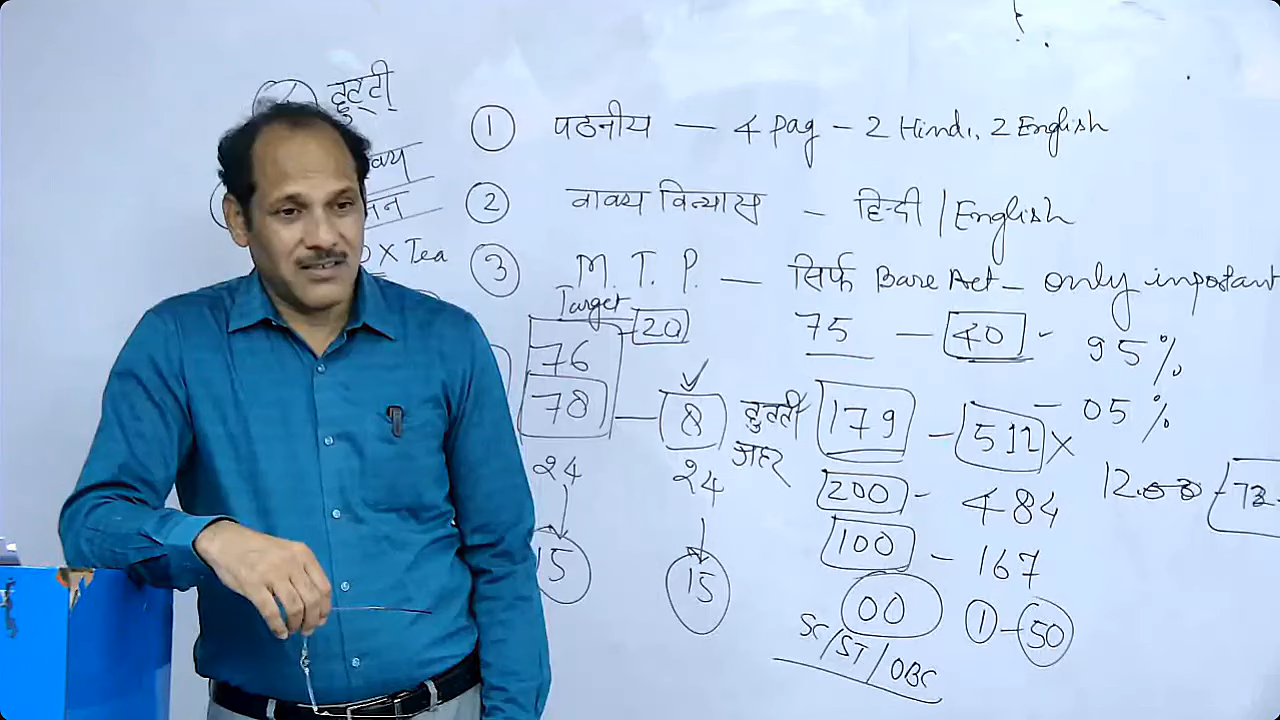 छुट्टी
① पठनीय — 4 Pag – 2 Hindi, 2 English
② वाक्य विन्यास – हिन्दी / English
X Tea
③ M. T. P. — सिर्फ Bare Act – only important
Target
76 – 20
75 – 40 – 95 %
78 – 8
छुट्टी जहर
179 – 511 X
– 05 %
24
24
200 – 484
12
100 – 167
15
15
00
① – 50
SC/ST/OBC